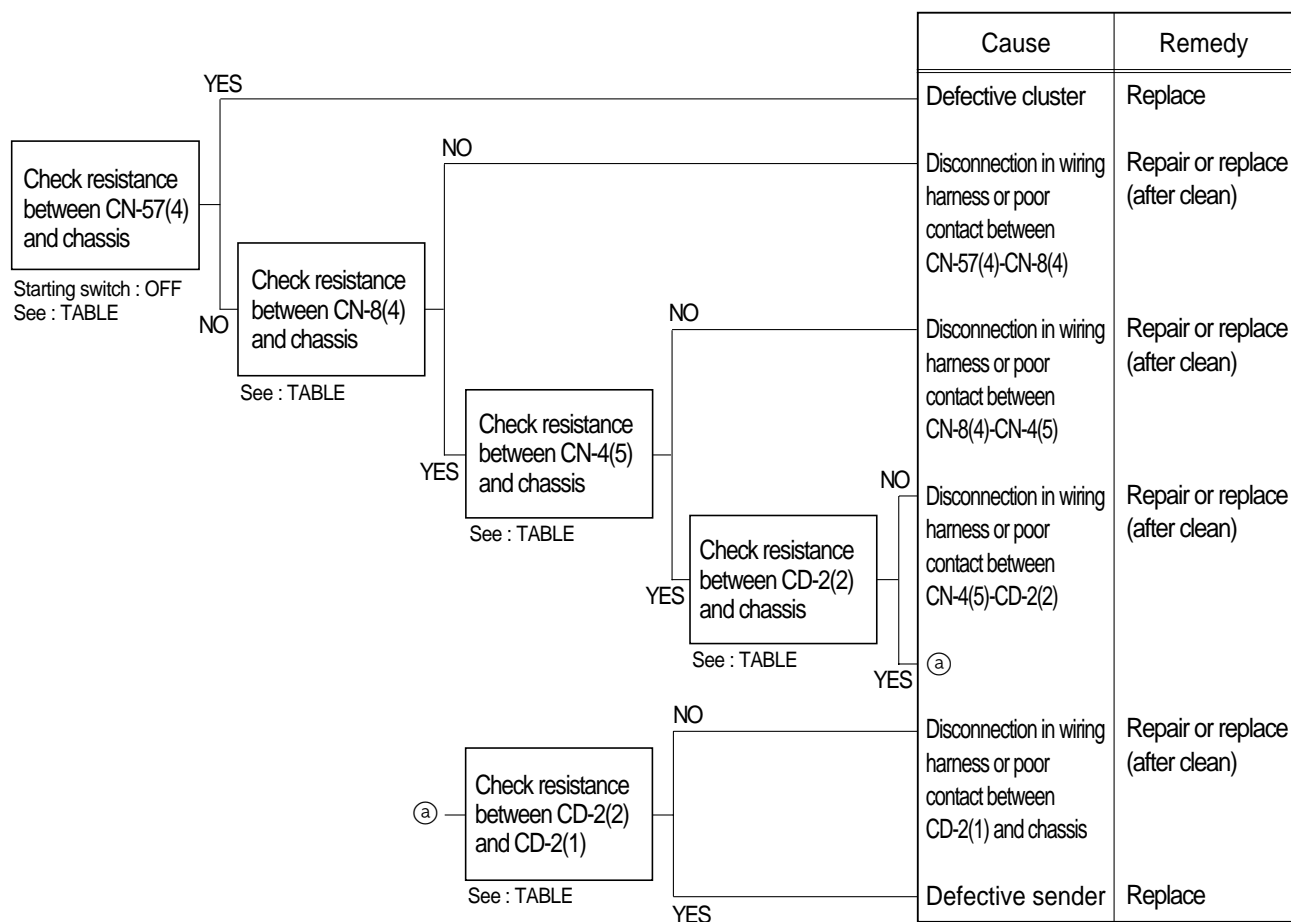 Cause
Remedy
YES
Defective cluster
Replace
Check resistance
between CN-57(4)
and chassis
Starting switch : OFF
See : TABLE
NO
Disconnection in wiring
harness or poor
contact between
CN-57(4)-CN-8(4)
Repair or replace
(after clean)
NO
Check resistance
between CN-8(4)
and chassis
See : TABLE
NO
Disconnection in wiring
harness or poor
contact between
CN-8(4)-CN-4(5)
Repair or replace
(after clean)
YES
Check resistance
between CN-4(5)
and chassis
See : TABLE
NO
Disconnection in wiring
harness or poor
contact between
CN-4(5)-CD-2(2)
Repair or replace
(after clean)
YES
Check resistance
between CD-2(2)
and chassis
See : TABLE
YES
ⓐ
ⓐ
Check resistance
between CD-2(2)
and CD-2(1)
See : TABLE
NO
Disconnection in wiring
harness or poor
contact between
CD-2(1) and chassis
Repair or replace
(after clean)
YES
Defective sender
Replace